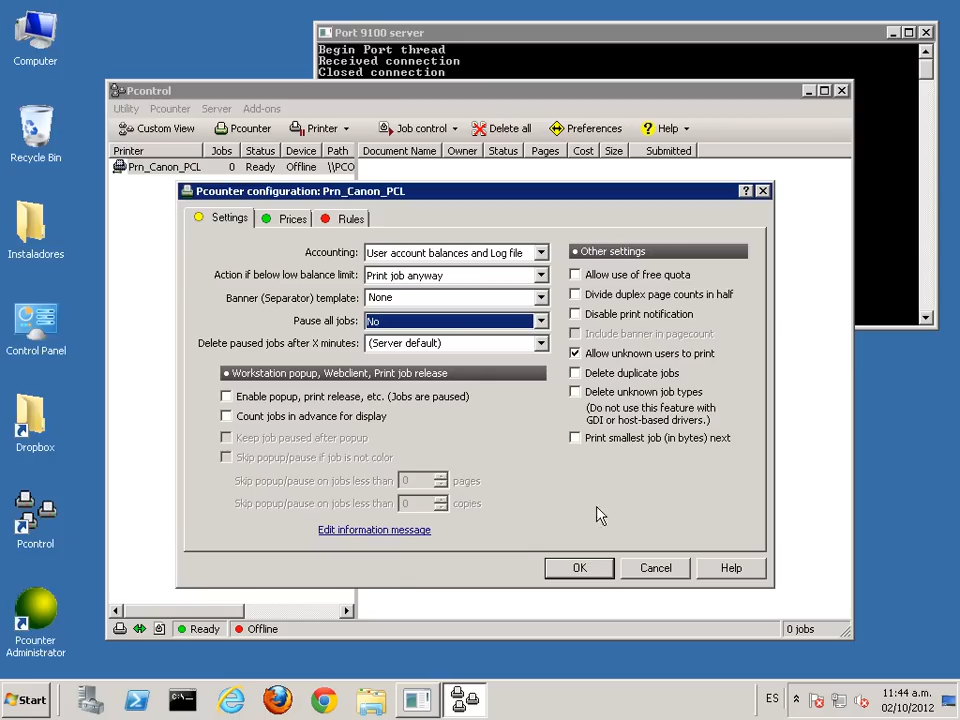 Computer
Recycle Bin
Instaladores
Control Panel
Dropbox
Pcontrol
Pcounter
Administrator
Port 9100 server
Begin Port thread
Received connection
Closed connection
Pcontrol
Utility Pcounter Server Add-ons
Custom View Pcounter Printer Job control Delete all Preferences ? Help
Printer Jobs Status Device Path Document Name Owner Status Pages Cost Size Submitted
Prn_Canon_PCL 0 Ready Offline \\PCO
Pcounter configuration: Prn_Canon_PCL
Settings Prices Rules
Accounting: User account balances and Log file
Action if below low balance limit: Print job anyway
Banner (Separator) template: None
Pause all jobs: No
Delete paused jobs after X minutes: (Server default)
Workstation popup, Webclient, Print job release
Enable popup, print release, etc. (Jobs are paused)
Count jobs in advance for display
Keep job paused after popup
Skip popup/pause if job is not color
Skip popup/pause on jobs less than 0 pages
Skip popup/pause on jobs less than 0 copies
Edit information message
Other settings
Allow use of free quota
Divide duplex page counts in half
Disable print notification
Include banner in pagecount
Allow unknown users to print
Delete duplicate jobs
Delete unknown job types
(Do not use this feature with
GDI or host-based drivers.)
Print smallest job (in bytes) next
OK Cancel Help
Ready Offline 0 jobs
Start ES 11:44 a.m.
02/10/2012